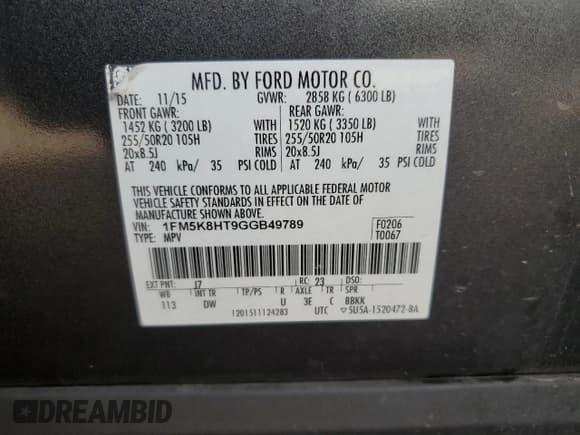 MFD. BY FORD MOTOR CO.
DATE: 11/15 GVWR: 2858 KG ( 6300 LB)
FRONT GAWR: REAR GAWR:
1452 KG ( 3200 LB) WITH 1520 KG ( 3350 LB) WITH
255/50R20 105H TIRES 255/50R20 105H TIRES
20x8.5J RIMS 20x8.5J RIMS
AT 240 kPa/ 35 PSI COLD AT 240 kPa/ 35 PSI COLD
THIS VEHICLE CONFORMS TO ALL APPLICABLE FEDERAL MOTOR
VEHICLE SAFETY STANDARDS IN EFFECT ON THE DATE OF
MANUFACTURE SHOWN ABOVE.
VIN: 1FM5K8HT9GGB49789 F0206
TYPE: MPV T0067
EXT PNT: J7 RC: 23 DSO:
WB INT TR TP/PS R AXLE TR SPR
113 DW U 3E C BBKK
1201511124283 UTC 5U5A-1520472-BA
DREAMBID